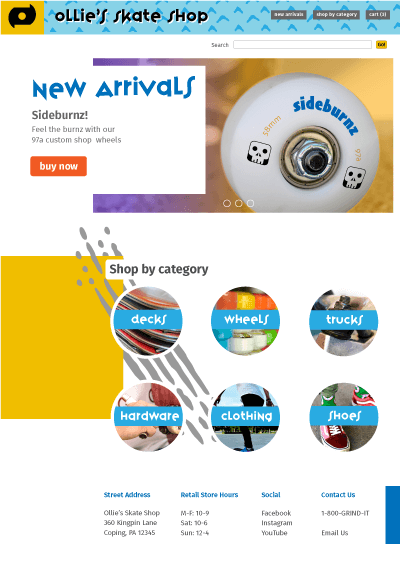 Ollie's Skate Shop
new arrivals
shop by category
cart (3)
Search
GO!
New Arrivals
Sideburnz!
Feel the burnz with our
97a custom shop wheels
buy now
sideburnz
58mm
97a
Shop by category
decks
wheels
trucks
hardware
clothing
shoes
Street Address
Ollie's Skate Shop
360 Kingpin Lane
Coping, PA 12345
Retail Store Hours
M-F: 10-9
Sat: 10-6
Sun: 12-4
Social
Facebook
Instagram
YouTube
Contact Us
1-800-GRIND-IT
Email Us